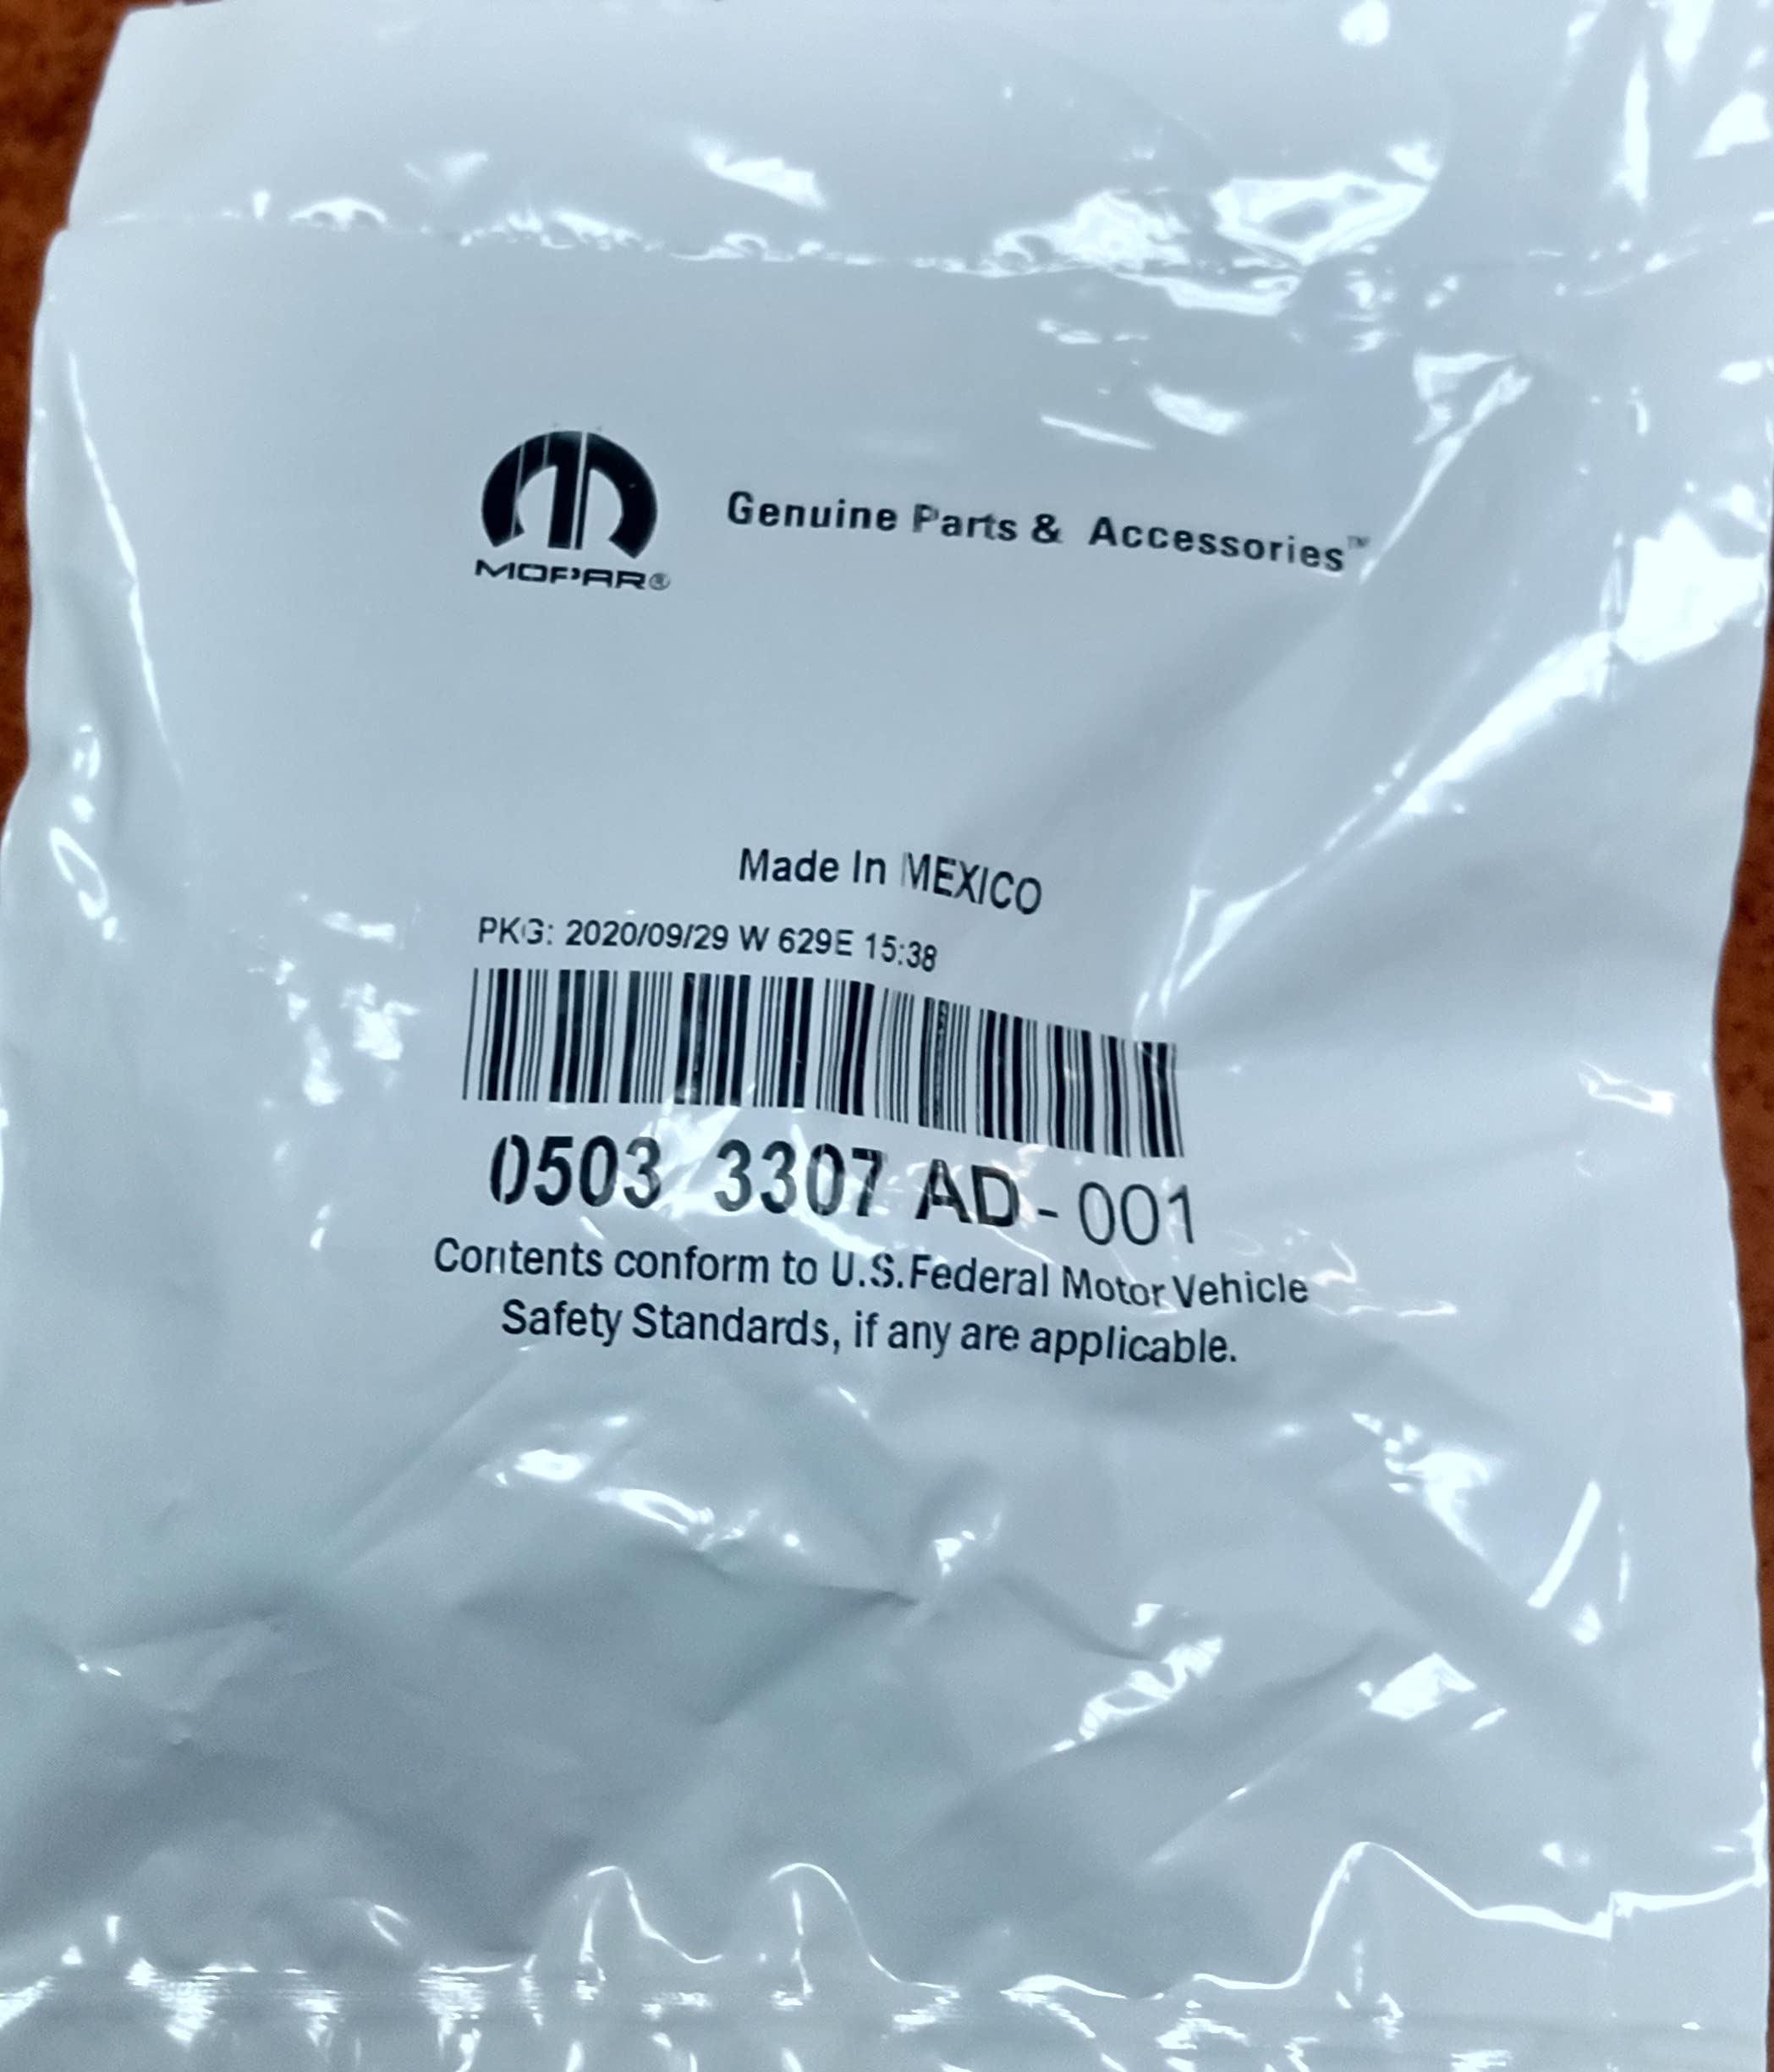 MOPAR®
Genuine Parts & Accessories™
Made In MEXICO
PKG: 2020/09/29 W 629E 15:38
0503 3307 AD-001
Contents conform to U.S.Federal Motor Vehicle
Safety Standards, if any are applicable.